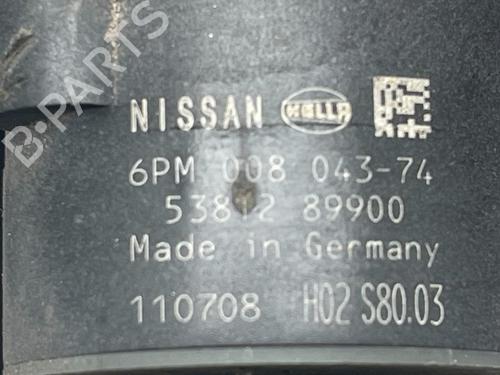 B-PARTS
NISSAN HELLA
6PM 008 043-74
53812 89900
Made in Germany
110708 H02 S80.03